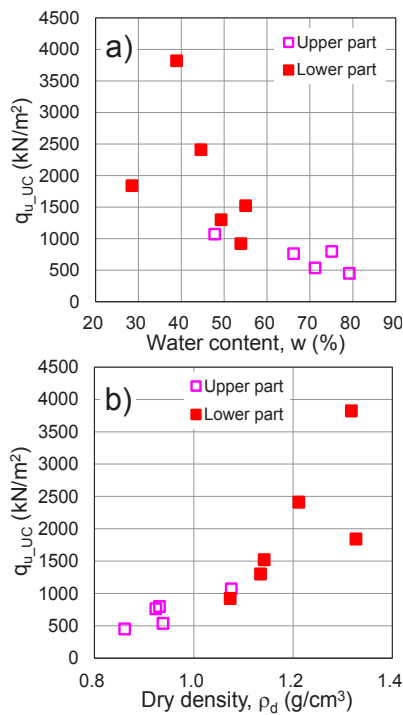 a)
Upper part
Lower part
4500
4000
3500
3000
2500
2000
1500
1000
500
0
q_u_UC (kN/m²)
20 30 40 50 60 70 80 90
Water content, w (%)
b)
Upper part
Lower part
4500
4000
3500
3000
2500
2000
1500
1000
500
0
q_u_UC (kN/m²)
0.8 1.0 1.2 1.4
Dry density, ρ_d (g/cm³)